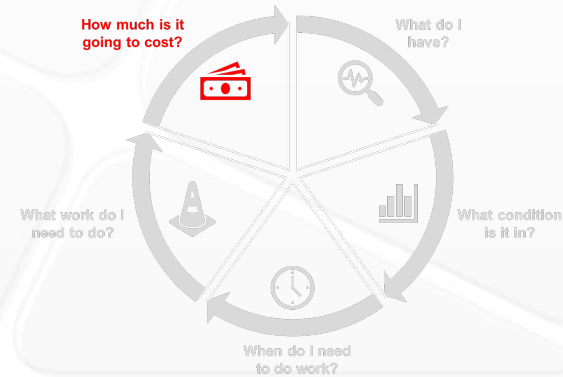 How much is it
going to cost?
What do I
have?
What condition
is it in?
When do I need
to do work?
What work do I
need to do?